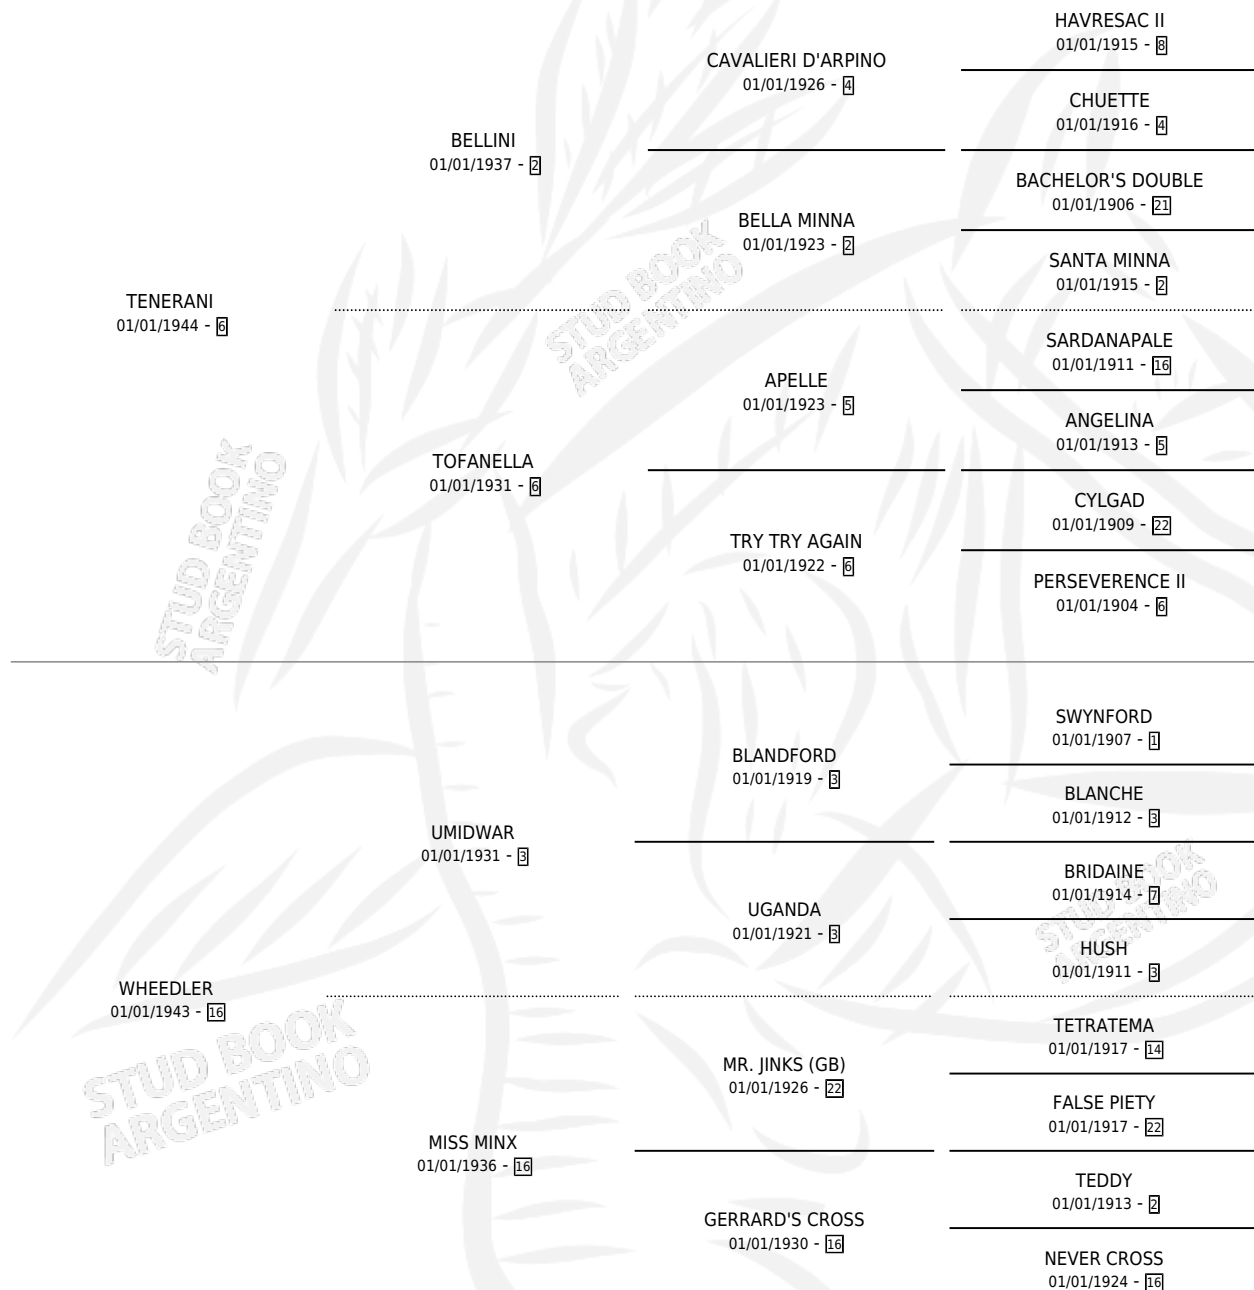 HAVRESAC II
01/01/1915 - 8
CAVALIERI D'ARPINO
01/01/1926 - 4
CHUETTE
01/01/1916 - 4
BELLINI
01/01/1937 - 2
BACHELOR'S DOUBLE
01/01/1906 - 21
BELLA MINNA
01/01/1923 - 2
SANTA MINNA
01/01/1915 - 2
TENERANI
01/01/1944 - 6
STUD BOOK
ARGENTINO
SARDANAPALE
01/01/1911 - 16
APELLE
01/01/1923 - 5
ANGELINA
01/01/1913 - 5
TOFANELLA
01/01/1931 - 6
CYLGAD
01/01/1909 - 22
TRY TRY AGAIN
01/01/1922 - 6
PERSEVERENCE II
01/01/1904 - 6
STUD BOOK
ARGENTINO
SWYNFORD
01/01/1907 - 1
BLANDFORD
01/01/1919 - 3
BLANCHE
01/01/1912 - 3
UMIDWAR
01/01/1931 - 3
BRIDAINE
01/01/1914 - 7
UGANDA
01/01/1921 - 3
HUSH
01/01/1911 - 3
STUD BOOK
ARGENTINO
WHEEDLER
01/01/1943 - 16
TETRATEMA
01/01/1917 - 14
STUD BOOK
ARGENTINO
MR. JINKS (GB)
01/01/1926 - 22
FALSE PIETY
01/01/1917 - 22
MISS MINX
01/01/1936 - 16
TEDDY
01/01/1913 - 2
GERRARD'S CROSS
01/01/1930 - 16
NEVER CROSS
01/01/1924 - 16